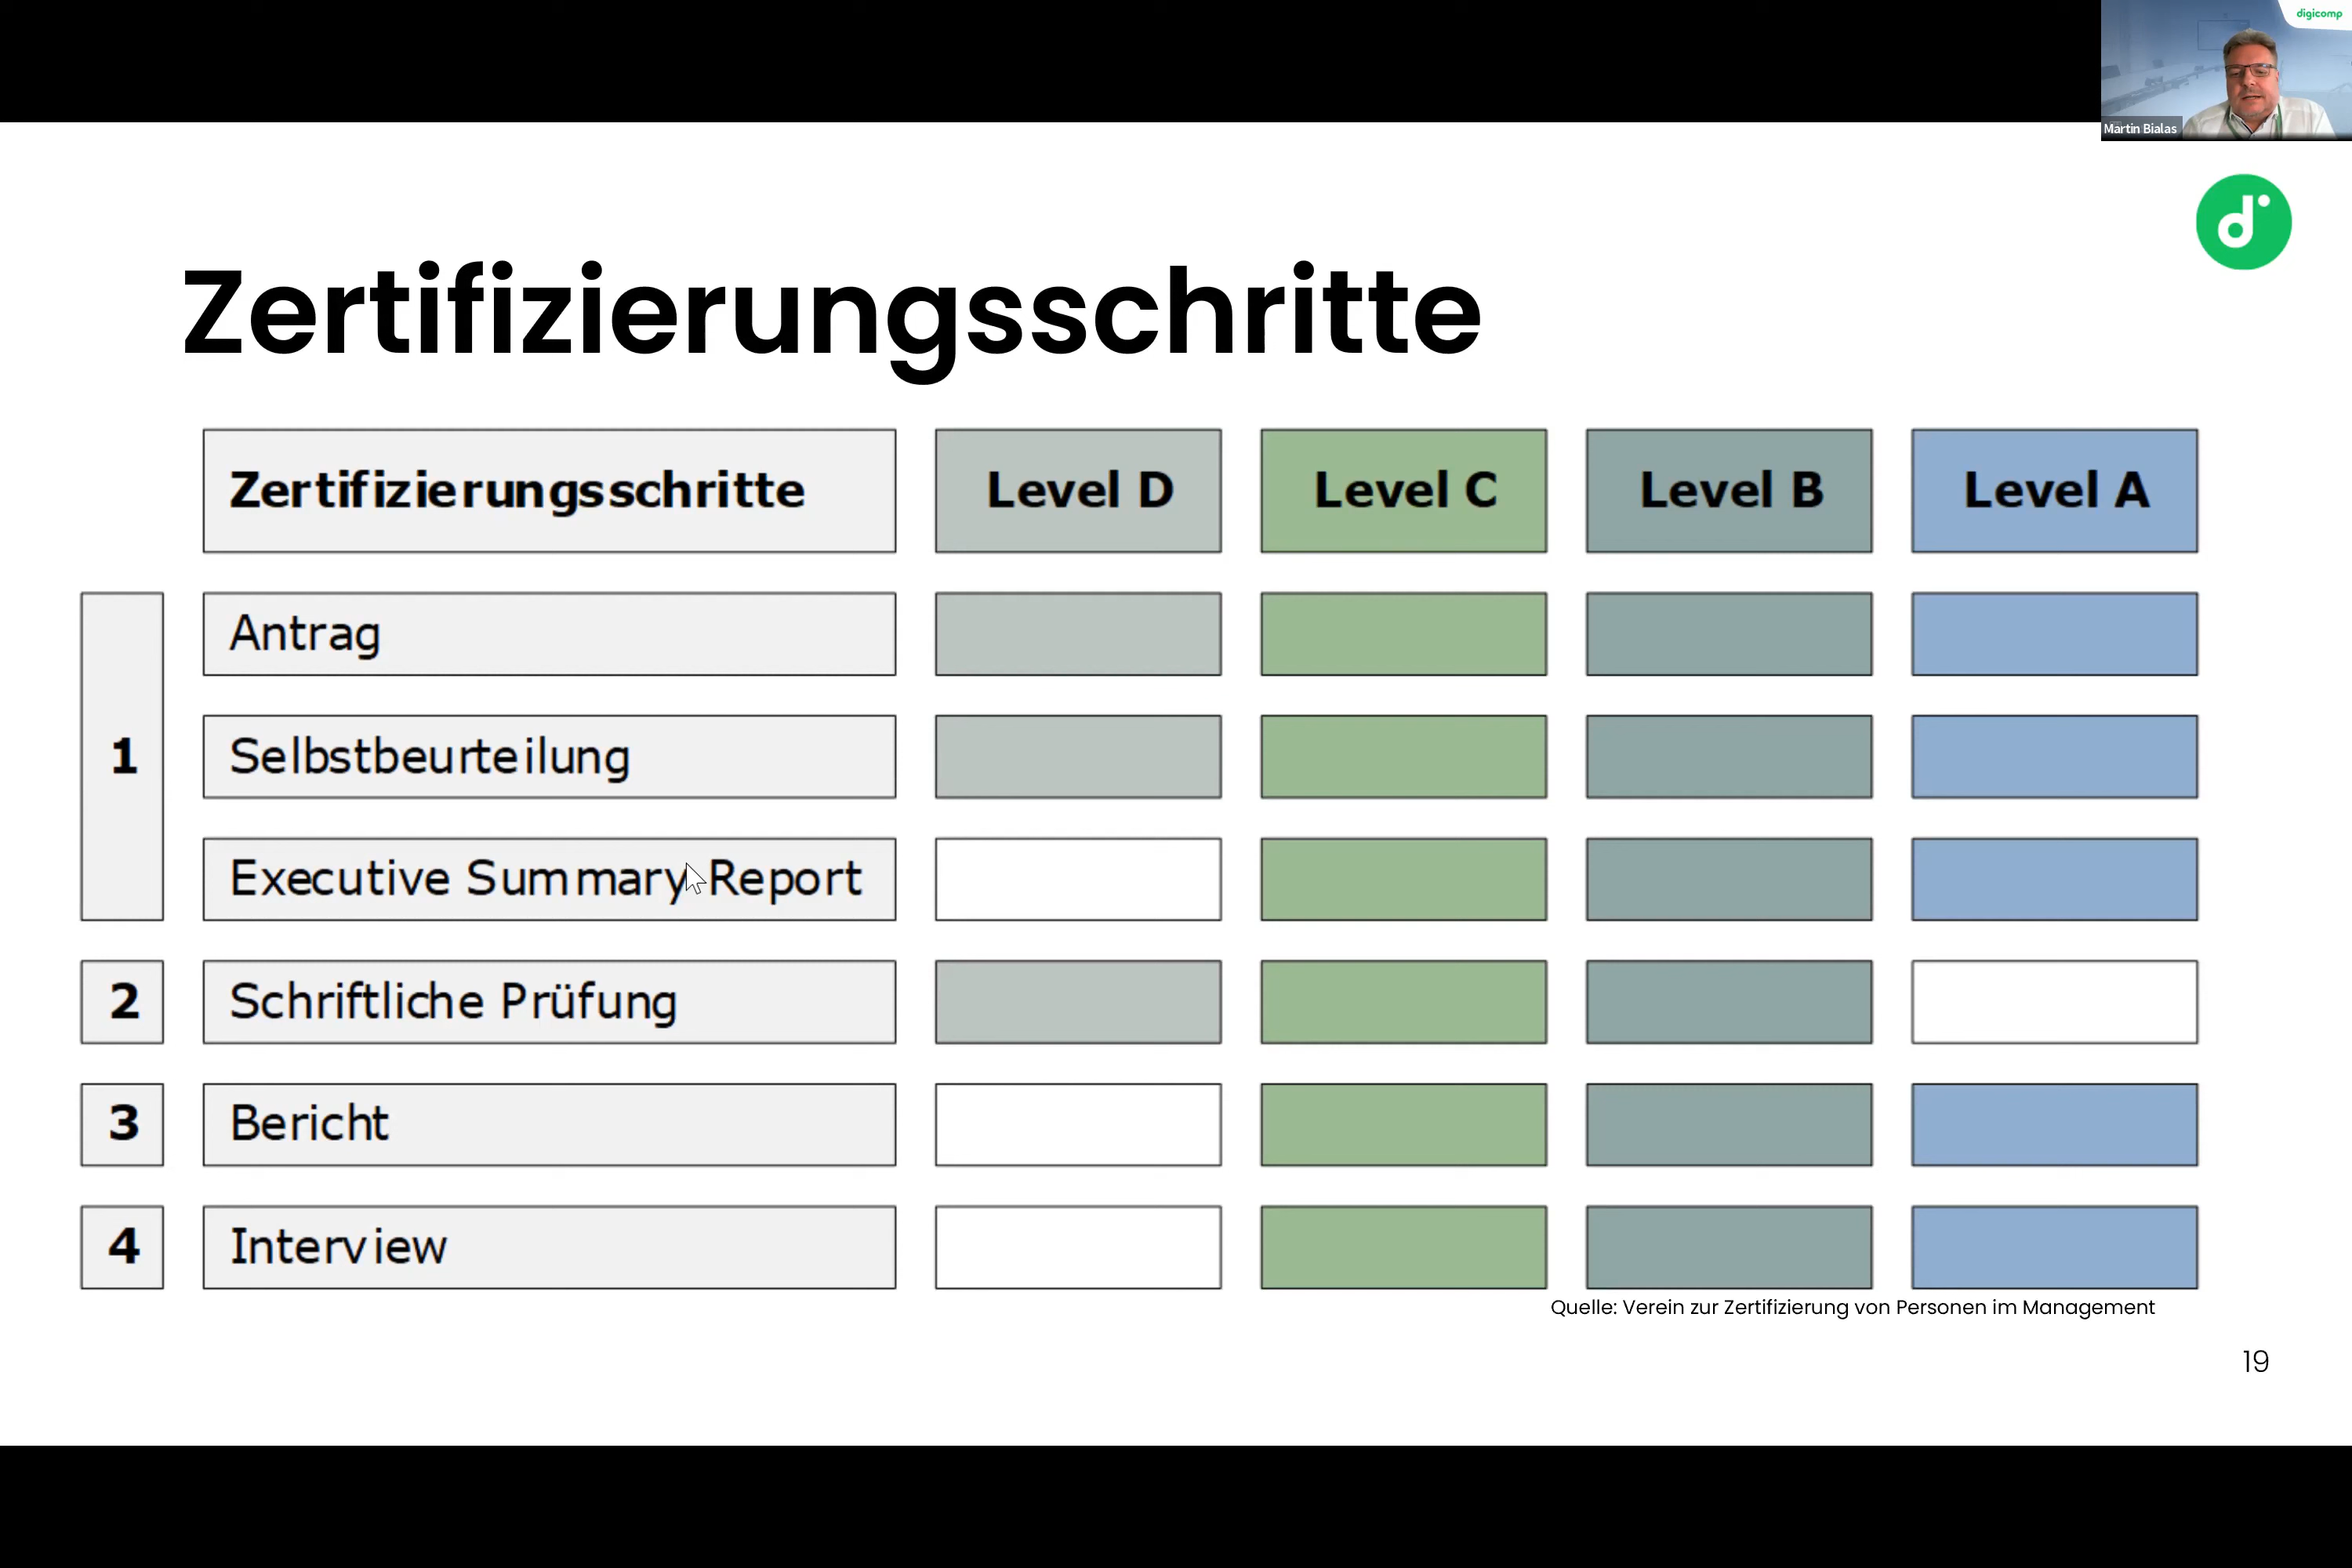 digicomp
Martin Bialas
d
Zertifizierungsschritte
Zertifizierungsschritte Level D Level C Level B Level A
1
Antrag
Selbstbeurteilung
Executive Summary Report
2 Schriftliche Prüfung
3 Bericht
4 Interview
Quelle: Verein zur Zertifizierung von Personen im Management
19